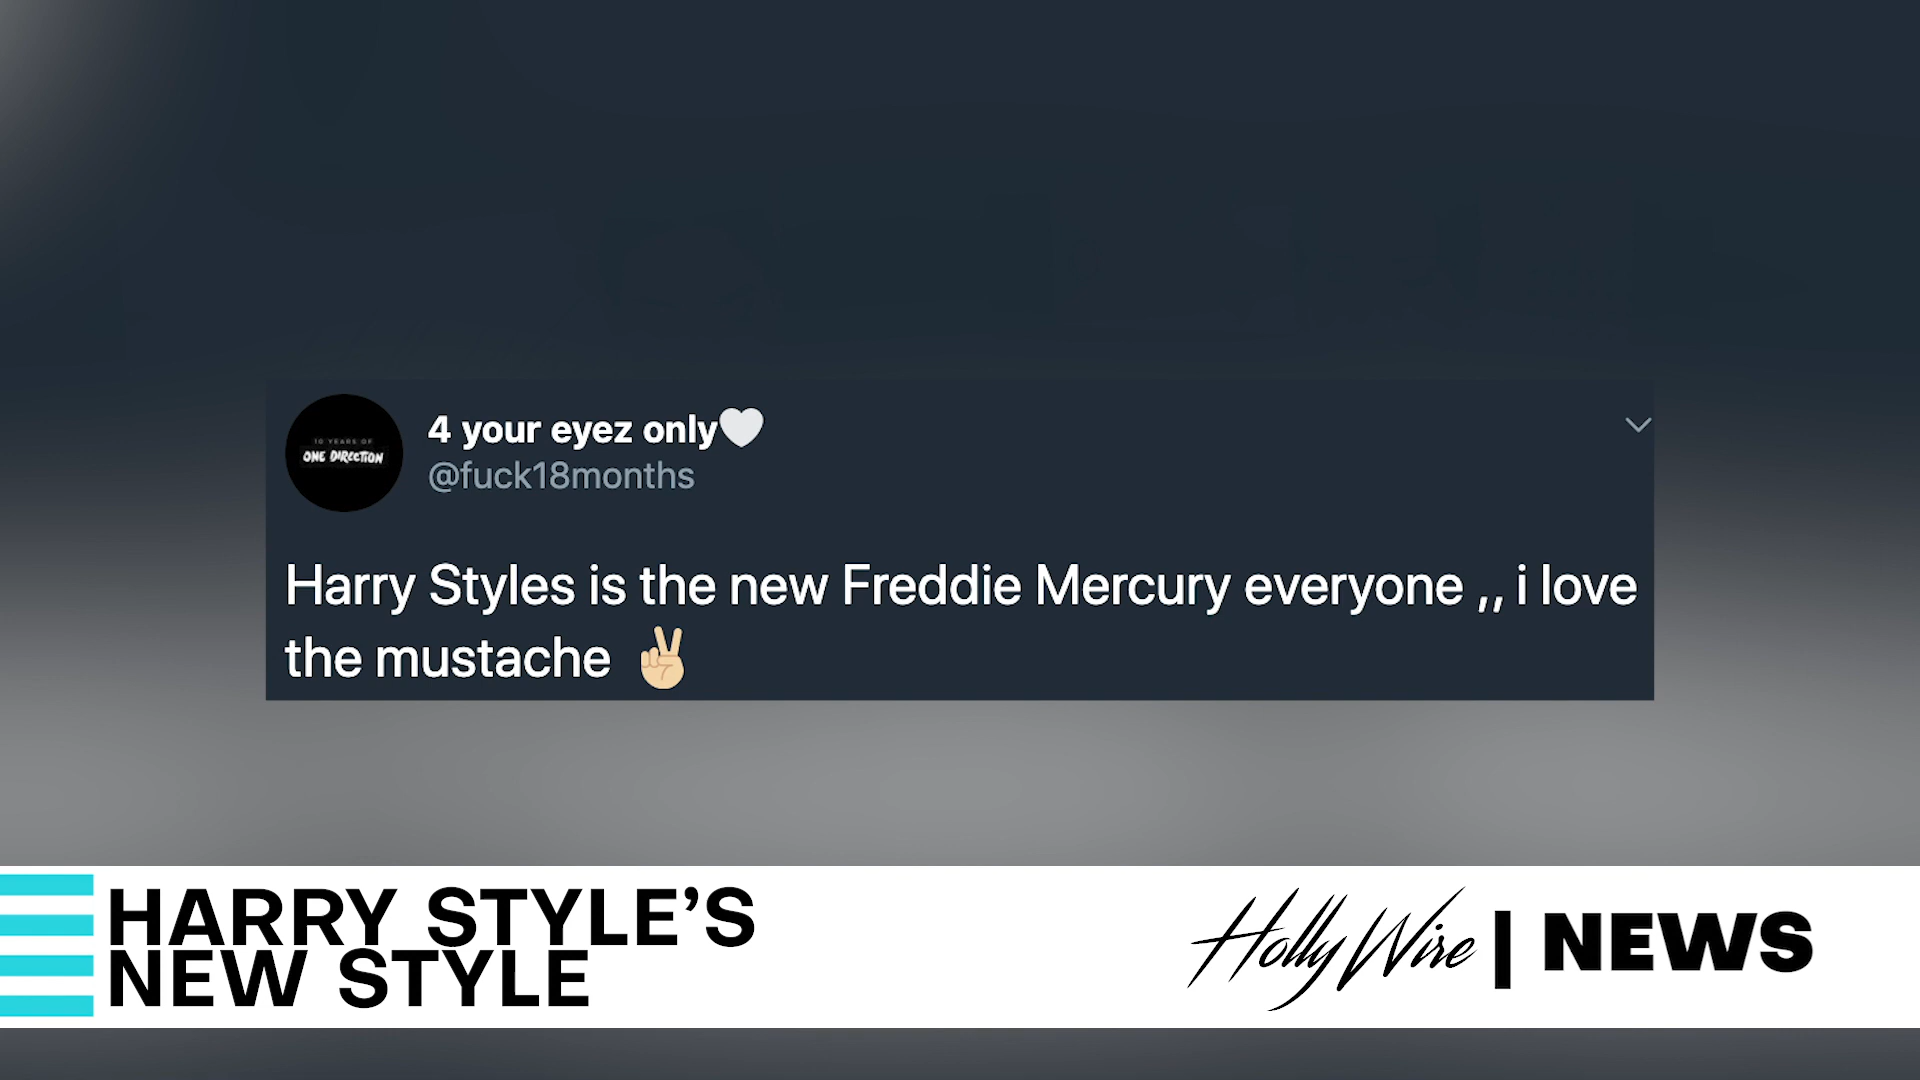 4 your eyez only🤍
@fuck18months
10 YEARS OF
ONE DIRECTION
Harry Styles is the new Freddie Mercury everyone ,, i love
the mustache ✌🏼
HARRY STYLE’S
NEW STYLE
HollyWire | NEWS